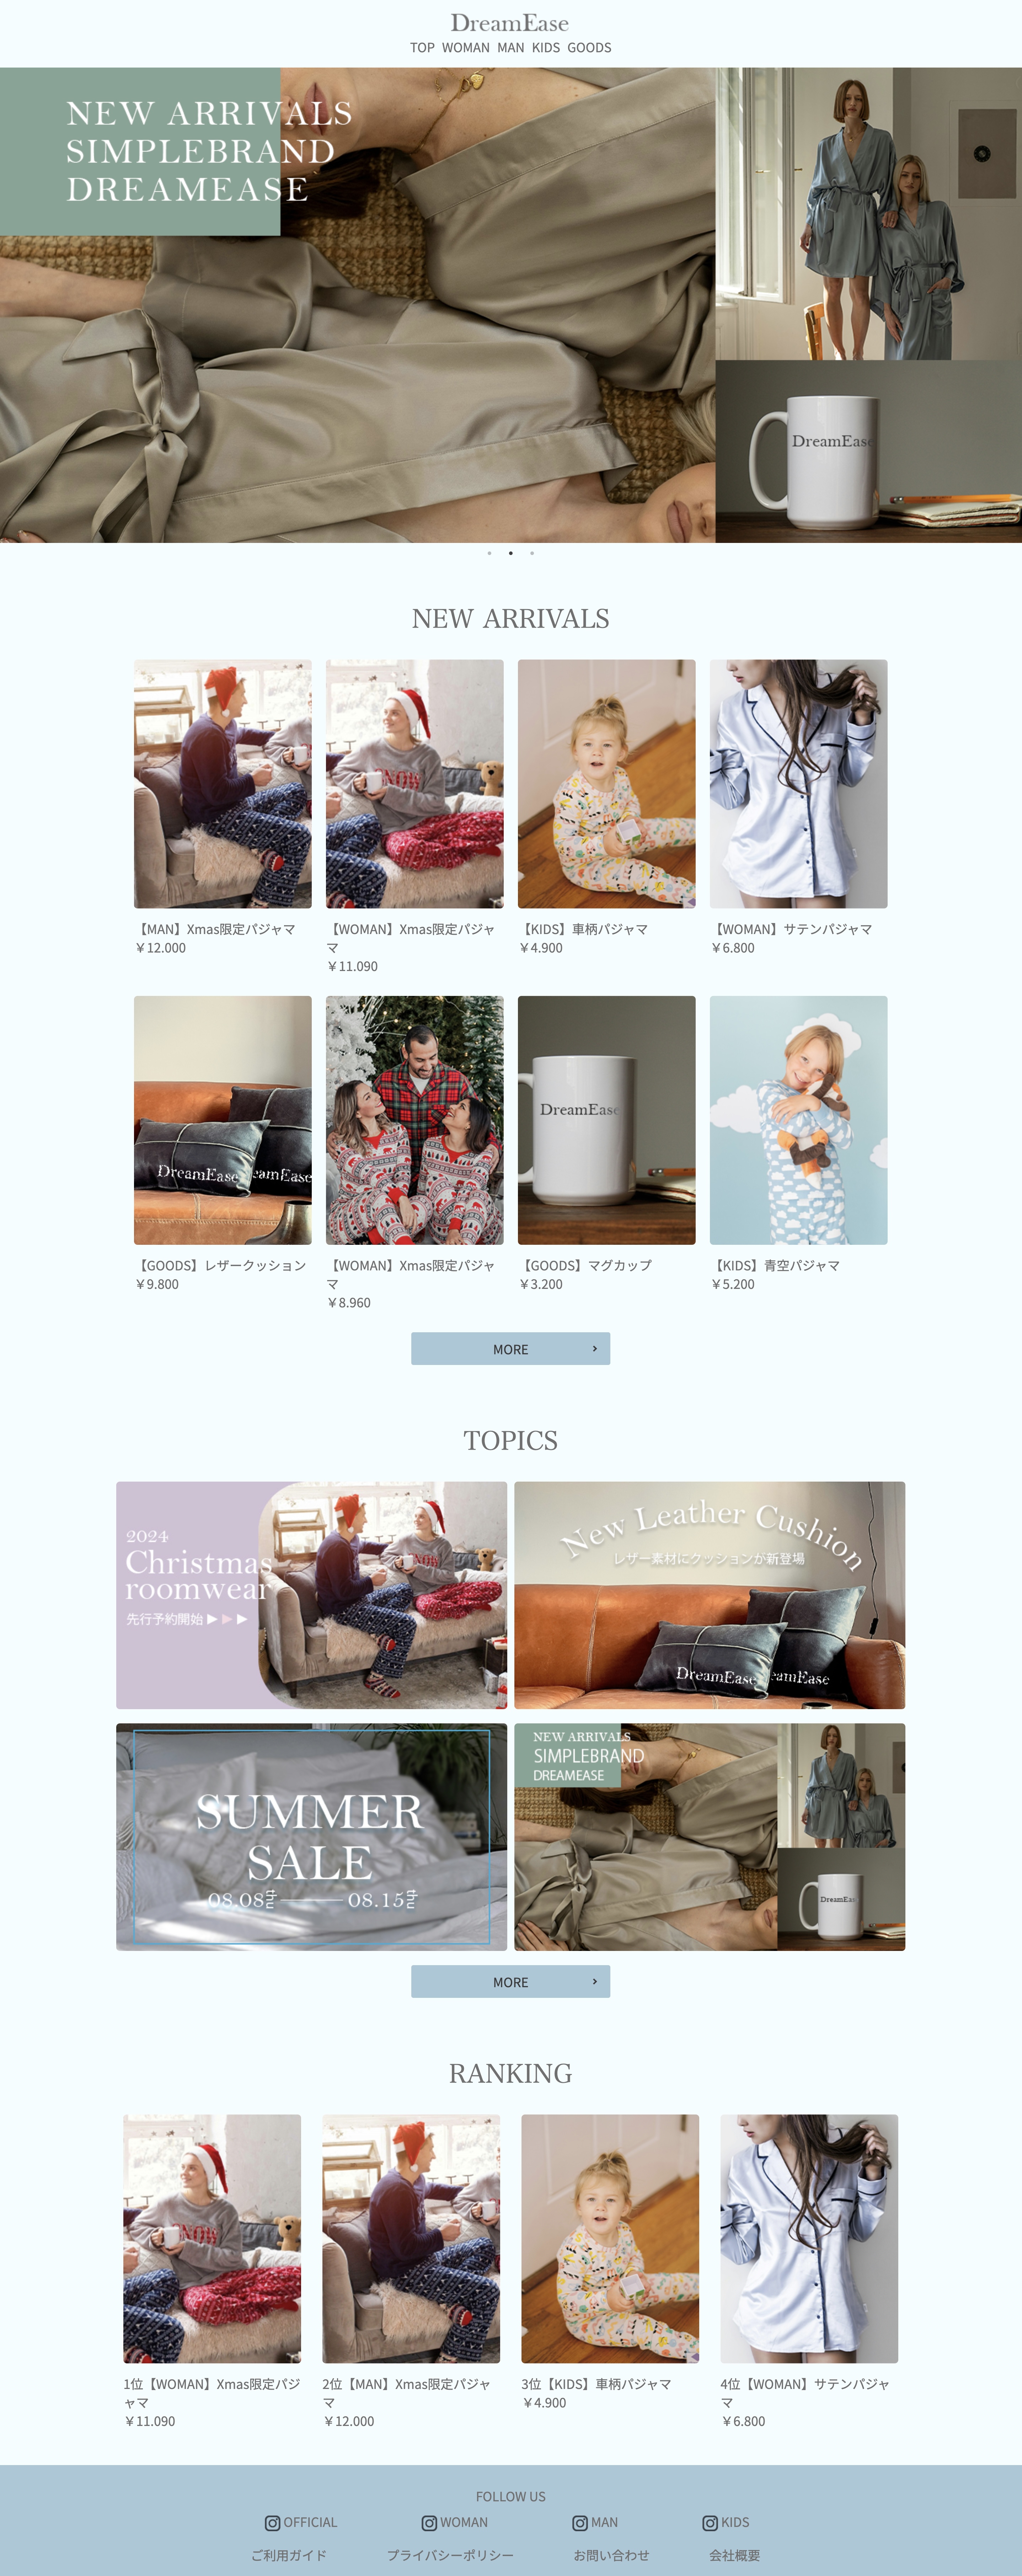 DreamEase
TOP WOMAN MAN KIDS GOODS
NEW ARRIVALS
SIMPLEBRAND
DREAMEASE
DreamEase
NEW ARRIVALS
【MAN】Xmas限定パジャマ
￥12.000
【WOMAN】Xmas限定パジャ
マ
￥11.090
【KIDS】車柄パジャマ
￥4.900
【WOMAN】サテンパジャマ
￥6.800
DreamEase
eamEase
DreamEase
【GOODS】レザークッション
￥9.800
【WOMAN】Xmas限定パジャ
マ
￥8.960
【GOODS】マグカップ
￥3.200
【KIDS】青空パジャマ
￥5.200
MORE
TOPICS
2024
Christmas
roomwear
先行予約開始▶▶▶
New Leather Cushion
レザー素材にクッションが新登場
DreamEase
eamEase
SUMMER
SALE
08.08th — 08.15th
NEW ARRIVALS
SIMPLEBRAND
DREAMEASE
DreamEase
MORE
RANKING
1位【WOMAN】Xmas限定パジ
ャマ
￥11.090
2位【MAN】Xmas限定パジャ
マ
￥12.000
3位【KIDS】車柄パジャマ
￥4.900
4位【WOMAN】サテンパジャ
マ
￥6.800
FOLLOW US
OFFICIAL WOMAN MAN KIDS
ご利用ガイド プライバシーポリシー お問い合わせ 会社概要